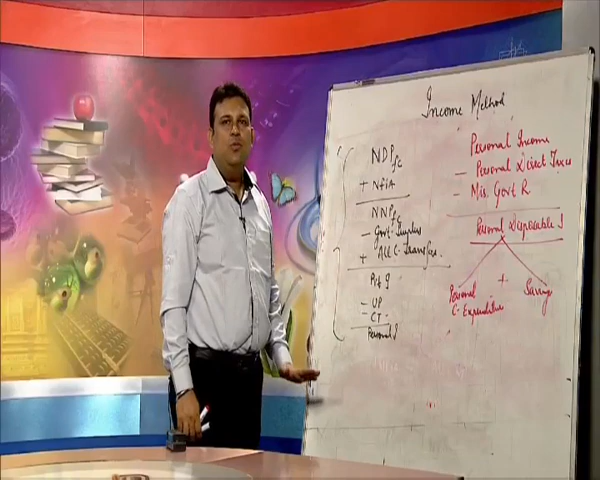 Income Method
NDPfc
+ NFIA
NNPfc
- Govt. Surplus
+ All C. Transfers.
Pvt I
- UP
- CT
Personal I
Personal Income
- Personal Direct Taxes
- Mis. Govt R.
Personal Disposable I
Personal + Saving
C. Expenditure